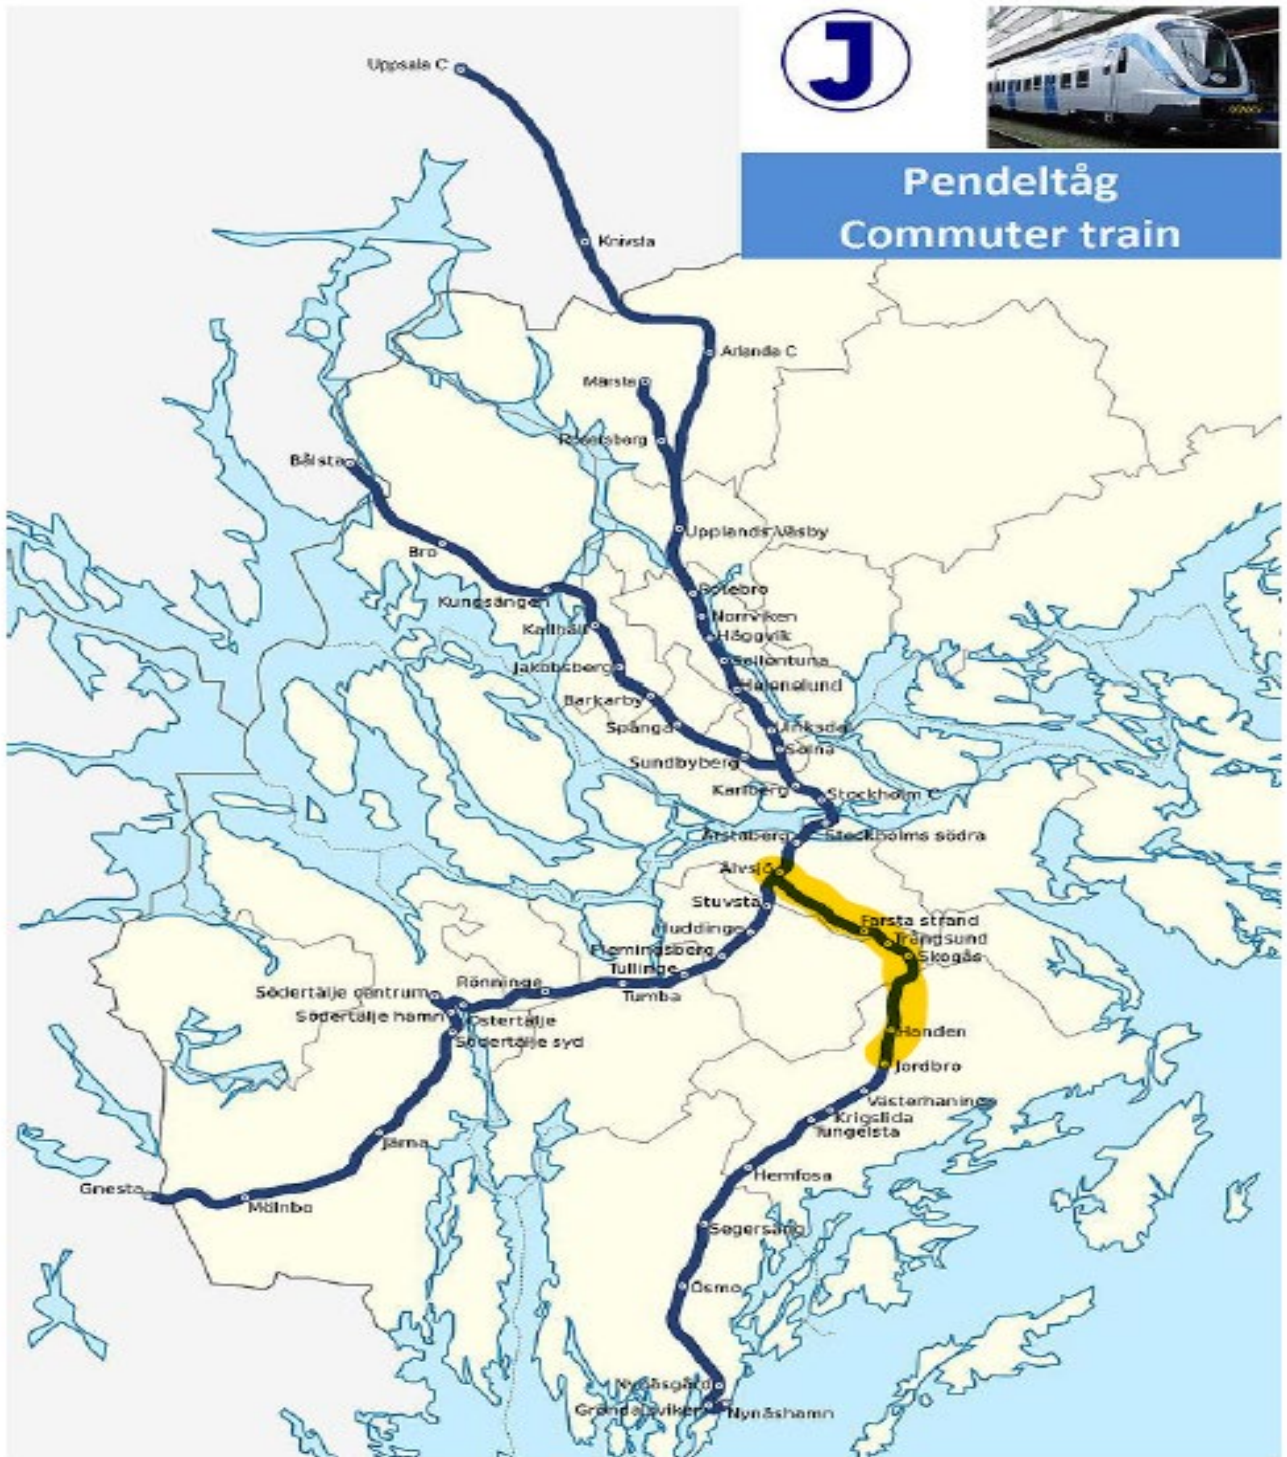 J
Pendeltåg
Commuter train
Uppsala C
Knivsta
Arlanda C
Märsta
Rosersberg
Bålsta
Upplands Väsby
Bro
Rotebro
Kungsängen
Norrviken
Kallhäll
Häggvik
Sollentuna
Jakobsberg
Helenelund
Barkarby
Spånga
Ulriksdal
Solna
Sundbyberg
Karlberg
Stockholm C
Årstaberg
Stockholms södra
Älvsjö
Stuvsta
Farsta strand
Huddinge
Trångsund
Flemingsberg
Skogås
Tullinge
Rönninge
Södertälje centrum
Tumba
Södertälje hamn
Östertälje
Handen
Södertälje syd
Jordbro
Västerhaninge
Krigslida
Tungelsta
Järna
Hemfosa
Gnesta
Mölnbo
Segersäng
Ösmo
Nynäsgård
Gröndalsviken
Nynäshamn